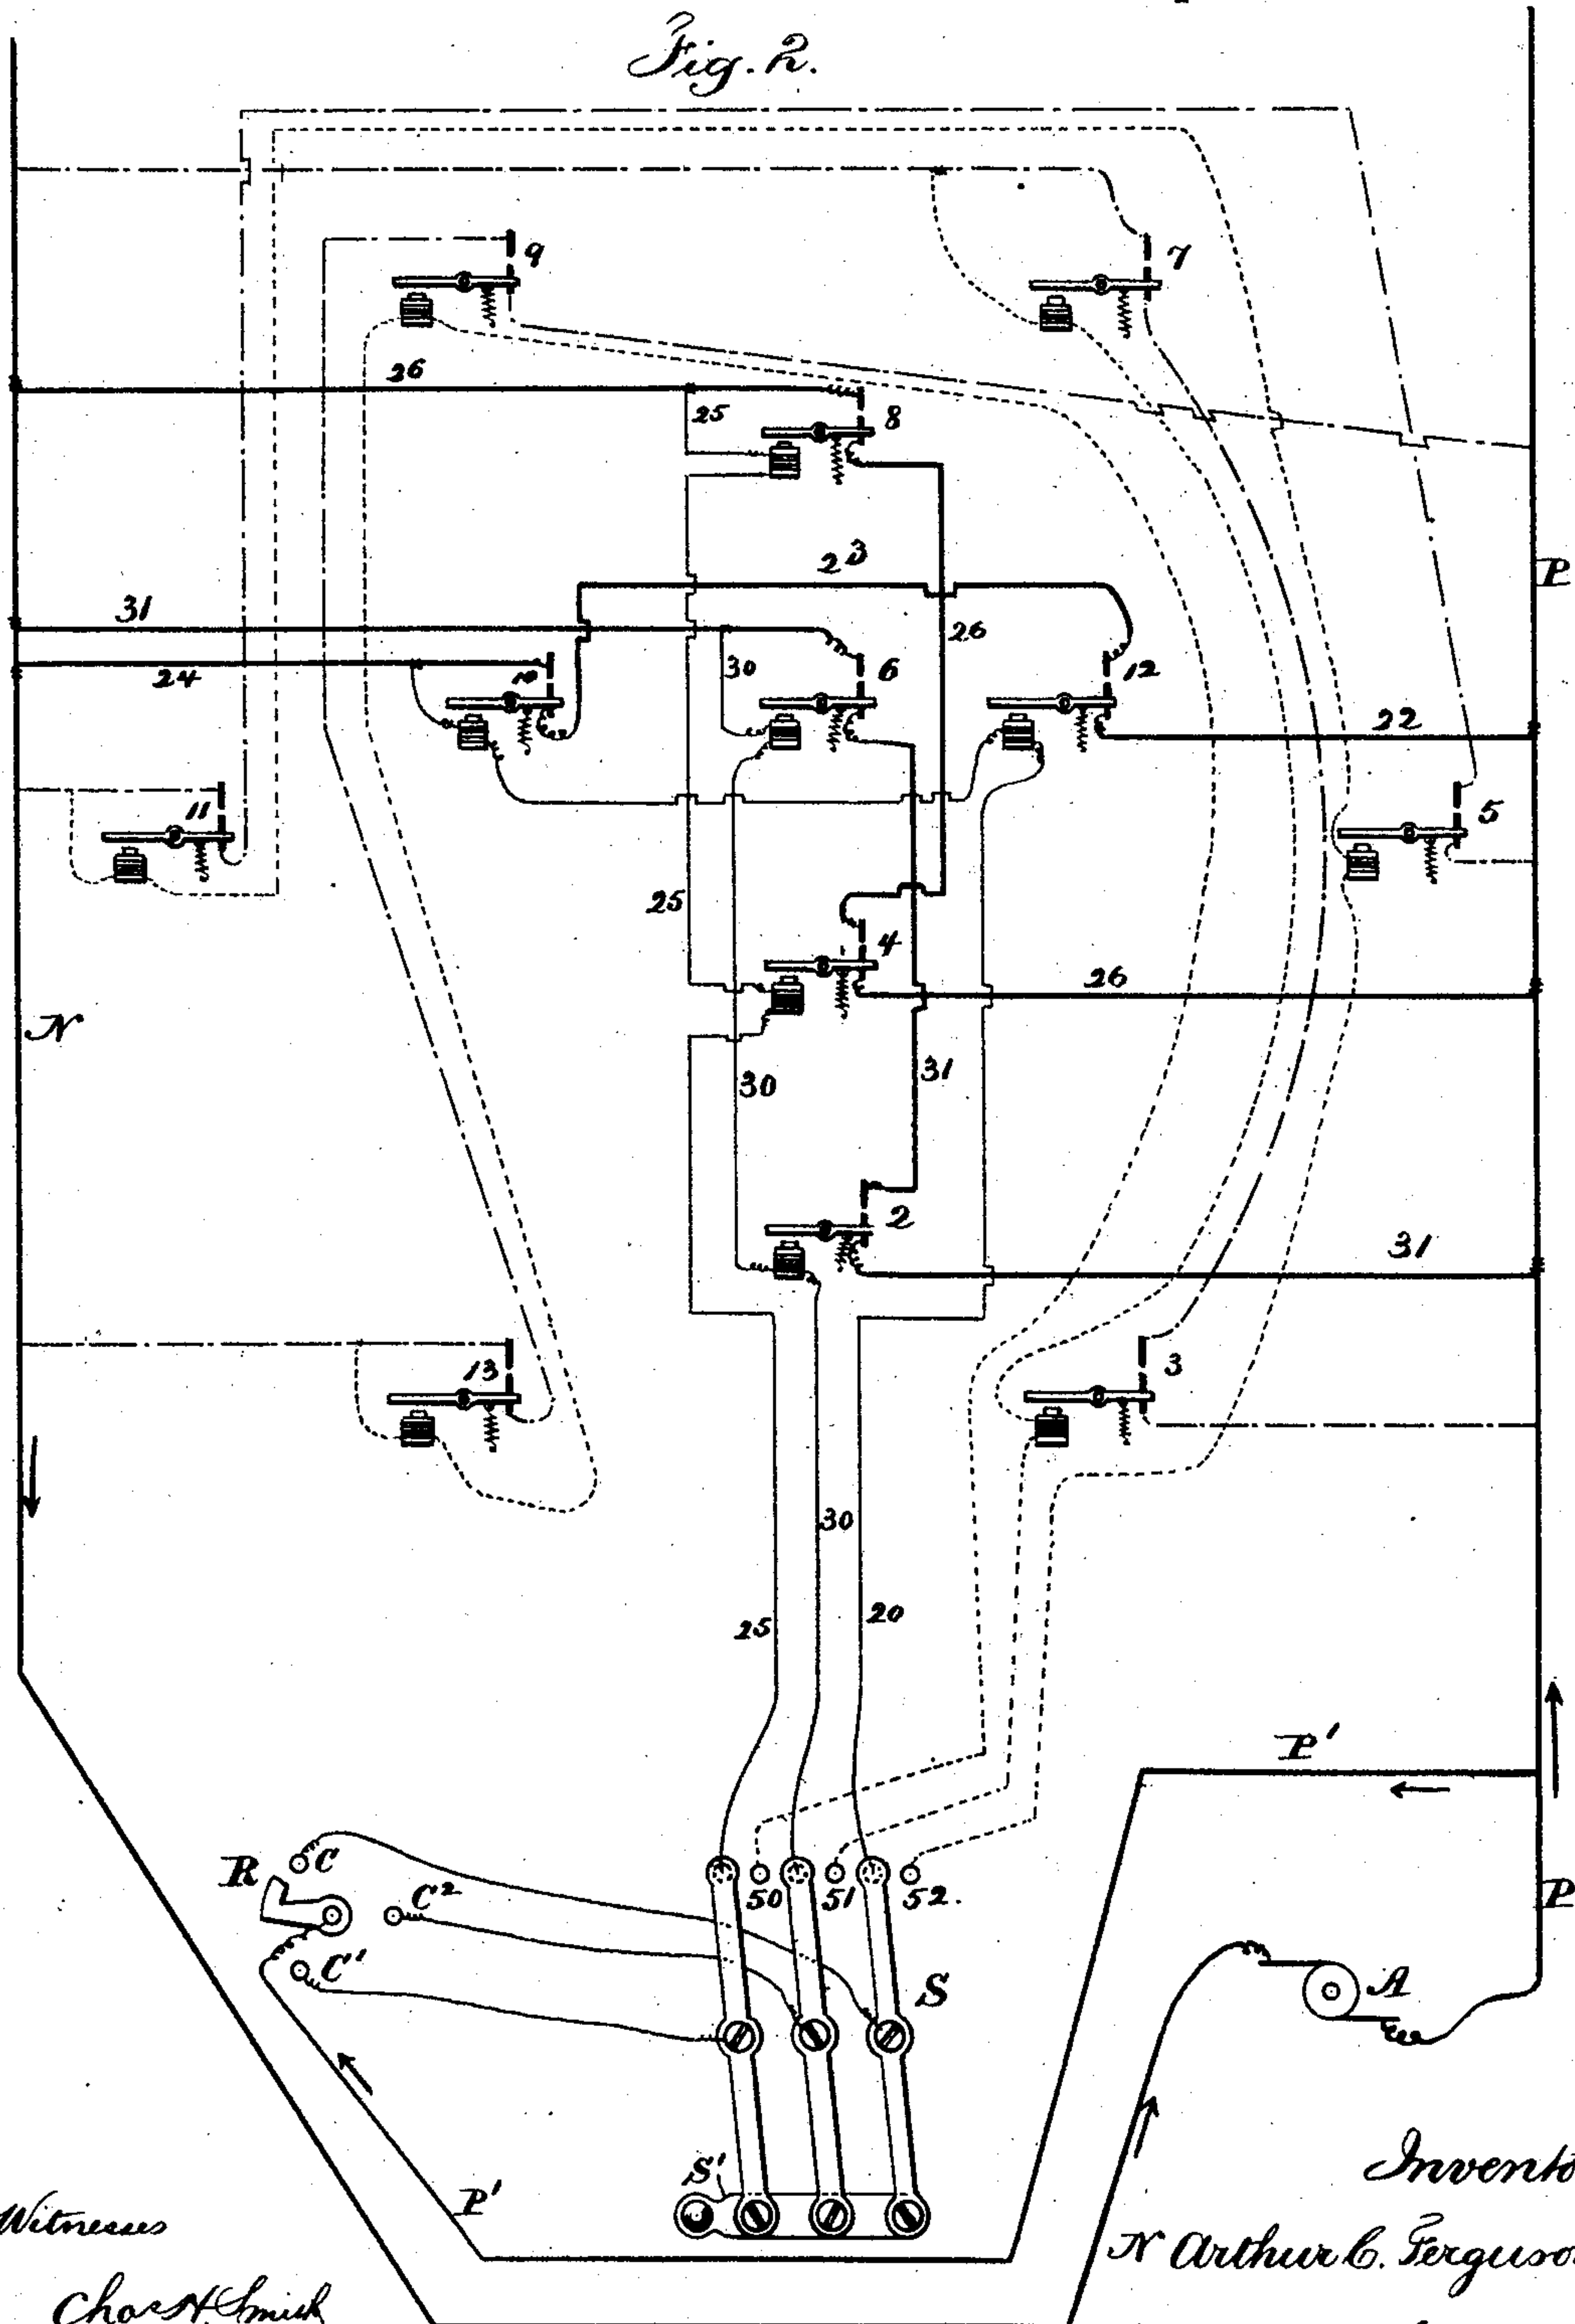 Fig. 2.
9
7
26
25
8
23
P
31
26
30
6
12
24
10
22
11
5
25
4
26
N
30
31
2
31
13
3
30
25
20
P'
R
C
C²
50
51
52.
P
C'
S
A
S'
P'
Invento
Witnesses
N Arthur C. Ferguson
Chas H. Smith